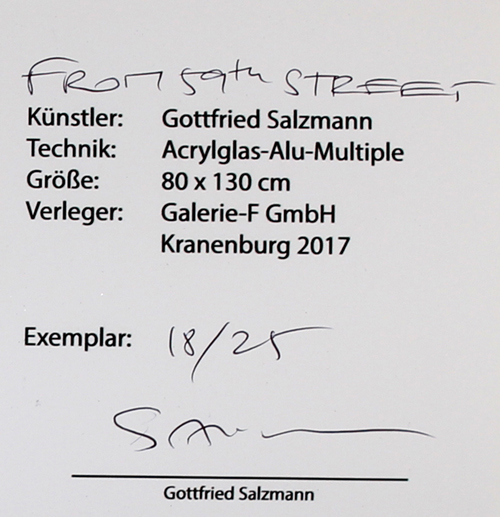 FROM 59th STREET
Künstler: Gottfried Salzmann
Technik: Acrylglas-Alu-Multiple
Größe: 80 x 130 cm
Verleger: Galerie-F GmbH
Kranenburg 2017
Exemplar: 18/25
Gottfried Salzmann